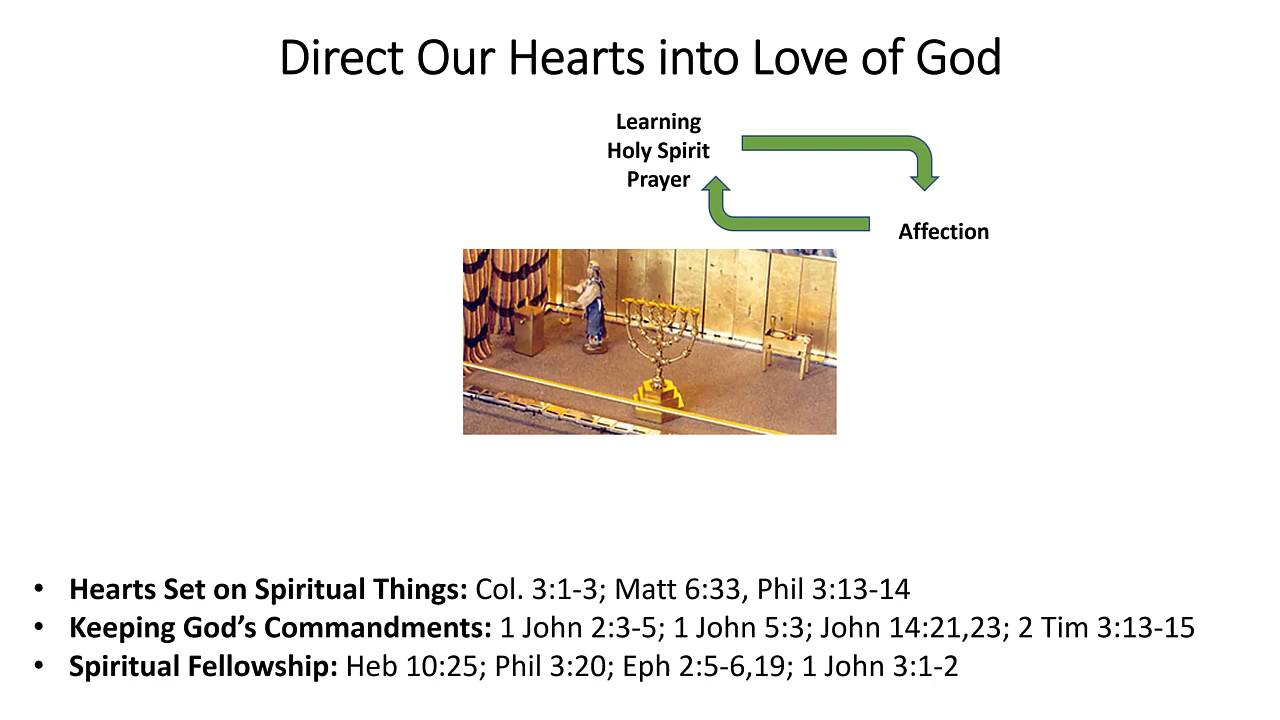 Direct Our Hearts into Love of God
Learning
Holy Spirit
Prayer
Affection
• Hearts Set on Spiritual Things: Col. 3:1-3; Matt 6:33, Phil 3:13-14
• Keeping God’s Commandments: 1 John 2:3-5; 1 John 5:3; John 14:21,23; 2 Tim 3:13-15
• Spiritual Fellowship: Heb 10:25; Phil 3:20; Eph 2:5-6,19; 1 John 3:1-2